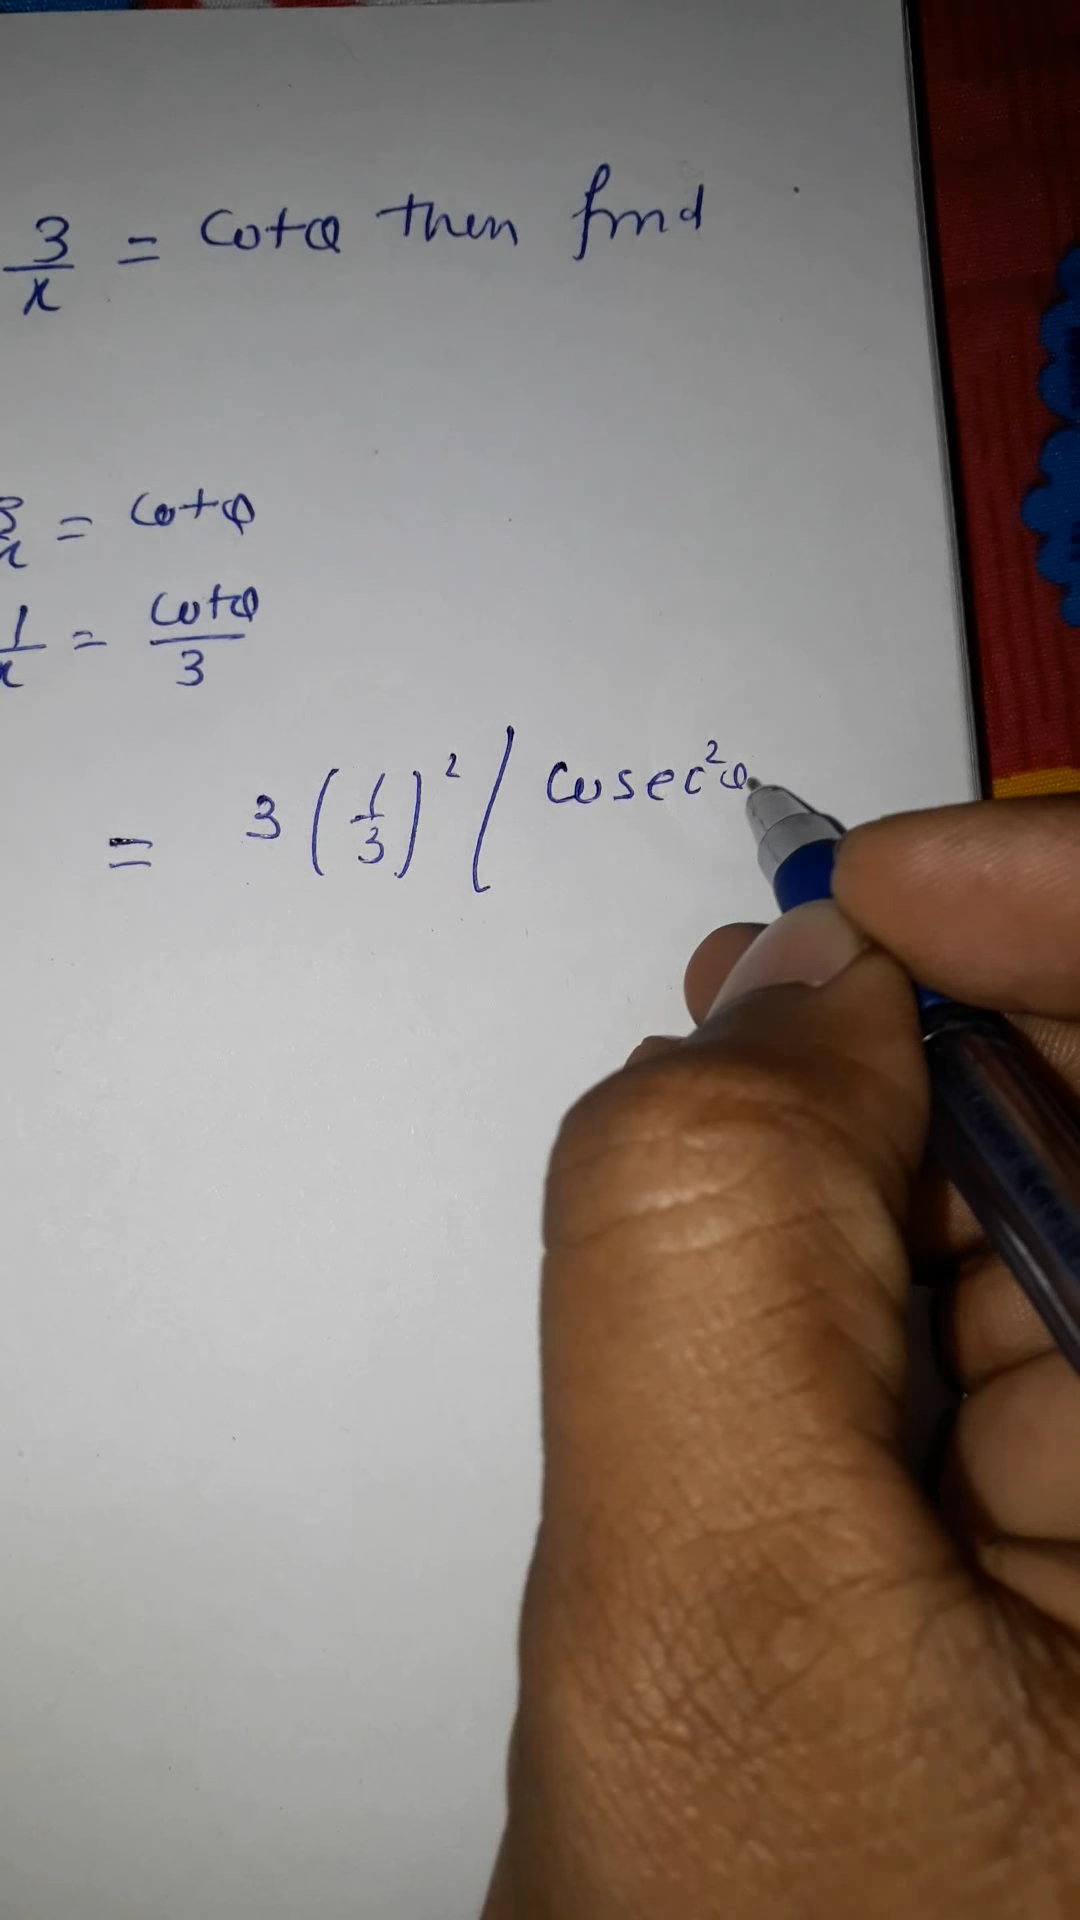 3/x = cotθ then find
3/x = cotθ
1/x = cotθ/3
= 3(1/3)² / cosec²θ